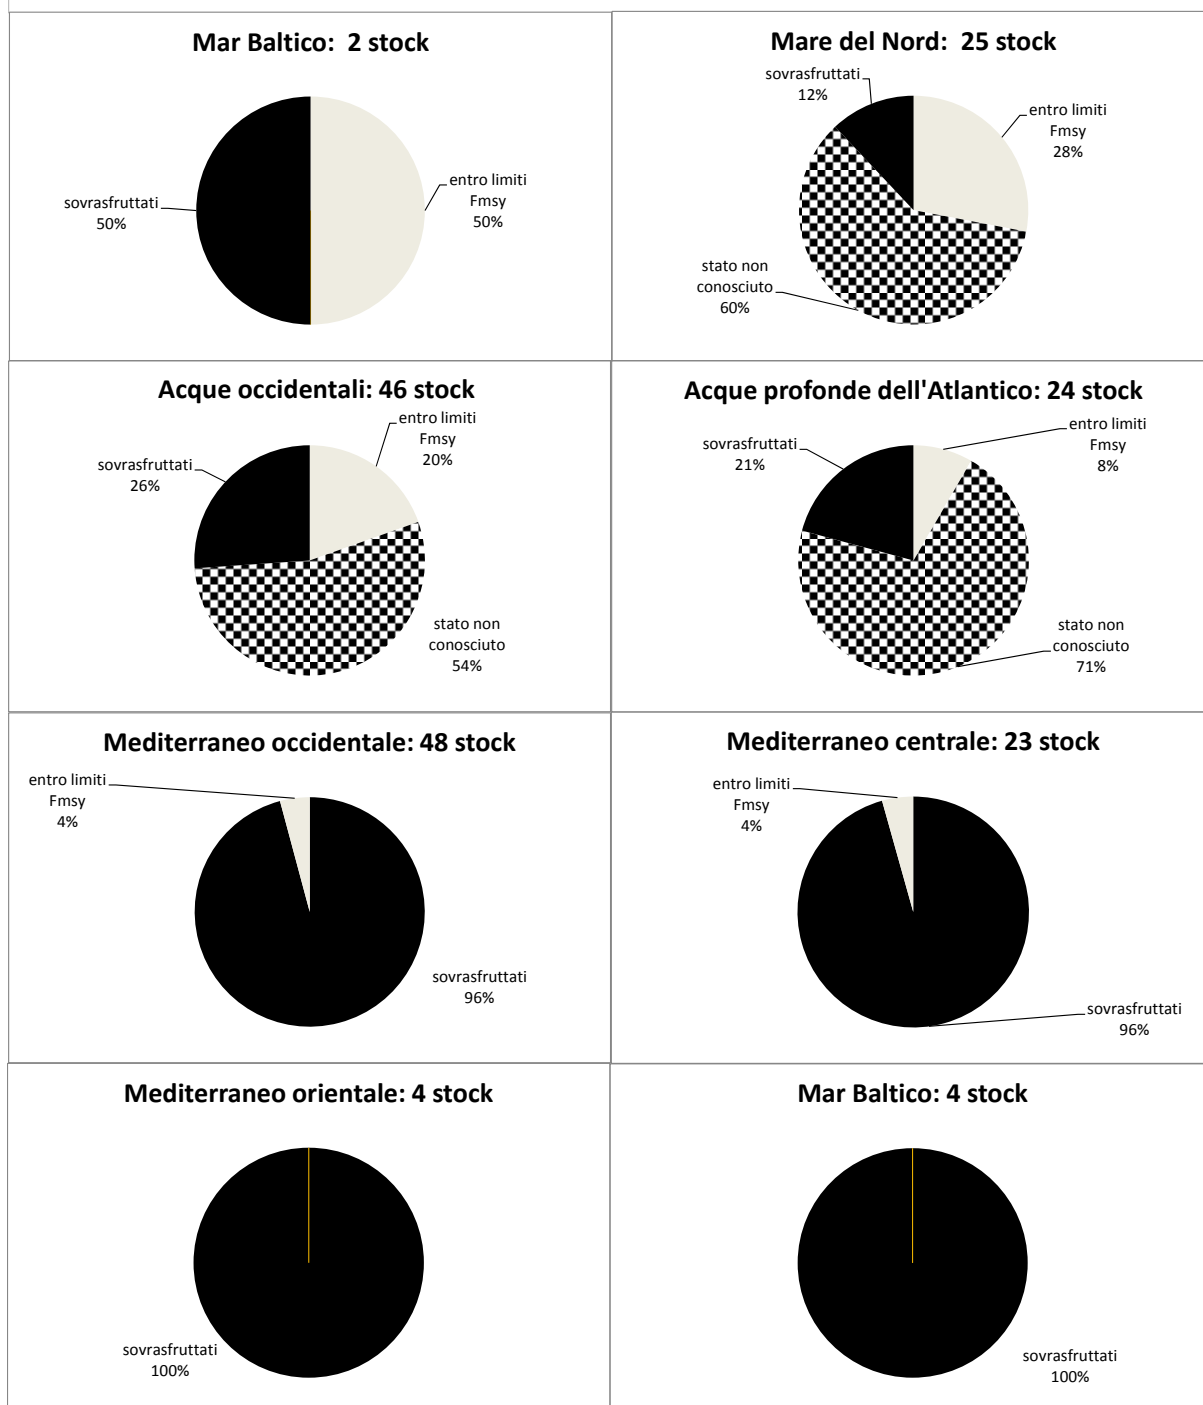 Mar Baltico:  2 stock
sovrasfruttati
50%
entro limiti
Fmsy
50%
Mare del Nord:  25 stock
sovrasfruttati
12%
entro limiti
Fmsy
28%
stato non
conosciuto
60%
Acque occidentali: 46 stock
entro limiti
Fmsy
20%
sovrasfruttati
26%
stato non
conosciuto
54%
Acque profonde dell'Atlantico: 24 stock
entro limiti
Fmsy
8%
sovrasfruttati
21%
stato non
conosciuto
71%
Mediterraneo occidentale: 48 stock
entro limiti
Fmsy
4%
sovrasfruttati
96%
Mediterraneo centrale: 23 stock
entro limiti
Fmsy
4%
sovrasfruttati
96%
Mediterraneo orientale: 4 stock
sovrasfruttati
100%
Mar Baltico: 4 stock
sovrasfruttati
100%